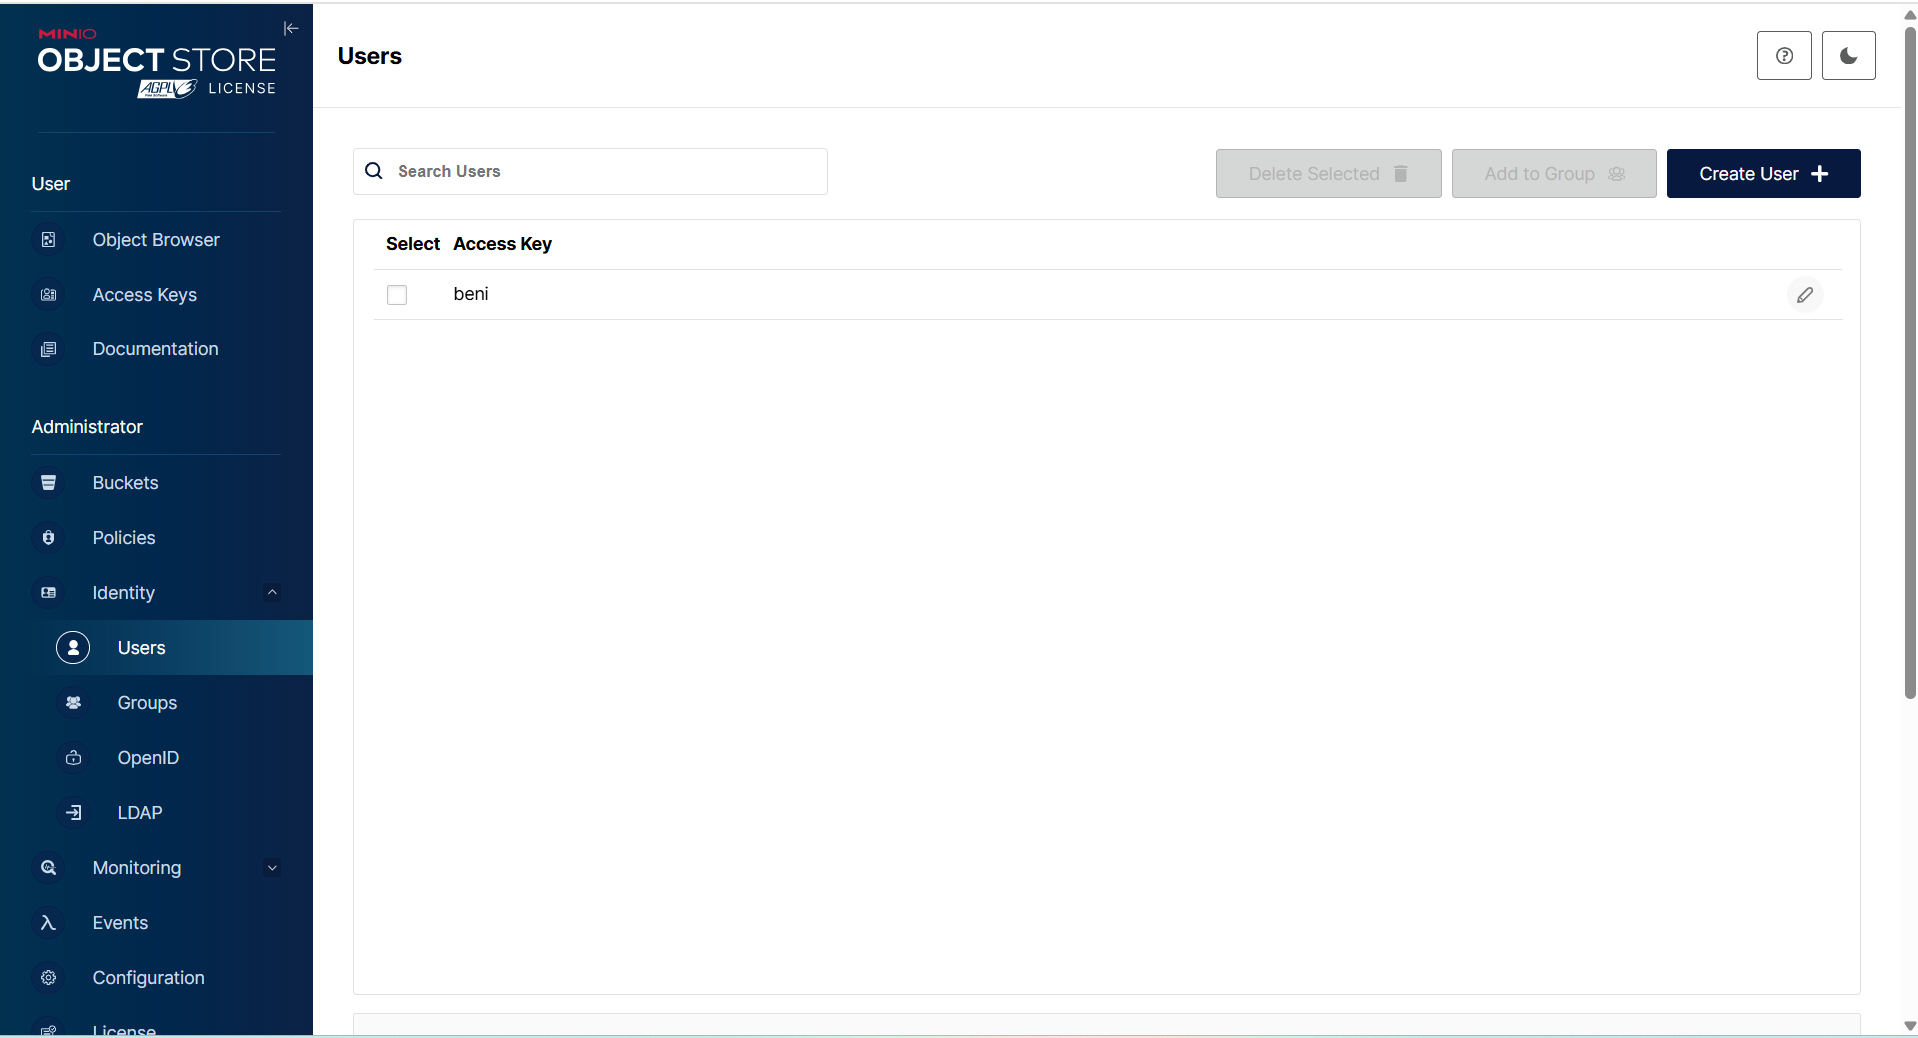 MINIO
OBJECT STORE
AGPLv3 LICENSE
User
Object Browser
Access Keys
Documentation
Administrator
Buckets
Policies
Identity
Users
Groups
OpenID
LDAP
Monitoring
Events
Configuration
License
Users
Search Users
Delete Selected
Add to Group
Create User
Select Access Key
beni